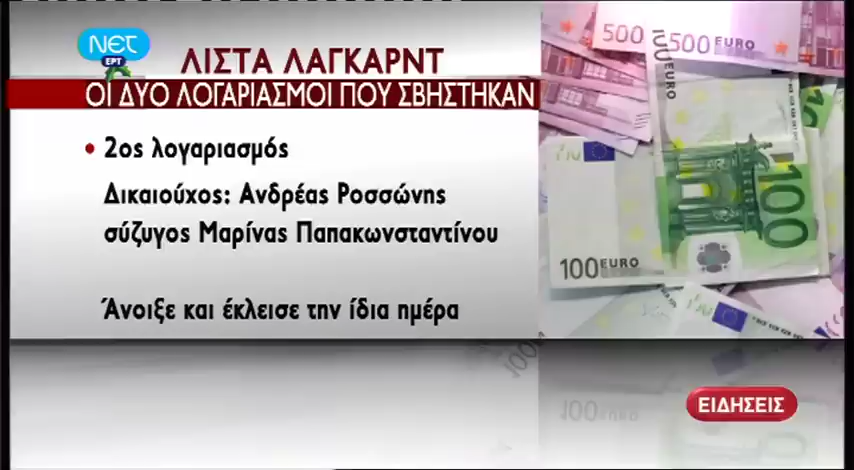 NET
ΕΡΤ
ΛΙΣΤΑ ΛΑΓΚΑΡΝΤ
ΟΙ ΔΥΟ ΛΟΓΑΡΙΑΣΜΟΙ ΠΟΥ ΣΒΗΣΤΗΚΑΝ
• 2ος λογαριασμός
Δικαιούχος: Ανδρέας Ροσσώνης
σύζυγος Μαρίνας Παπακωνσταντίνου
Άνοιξε και έκλεισε την ίδια ημέρα
500
500 EURO
100
100 EURO
ΕΙΔΗΣΕΙΣ